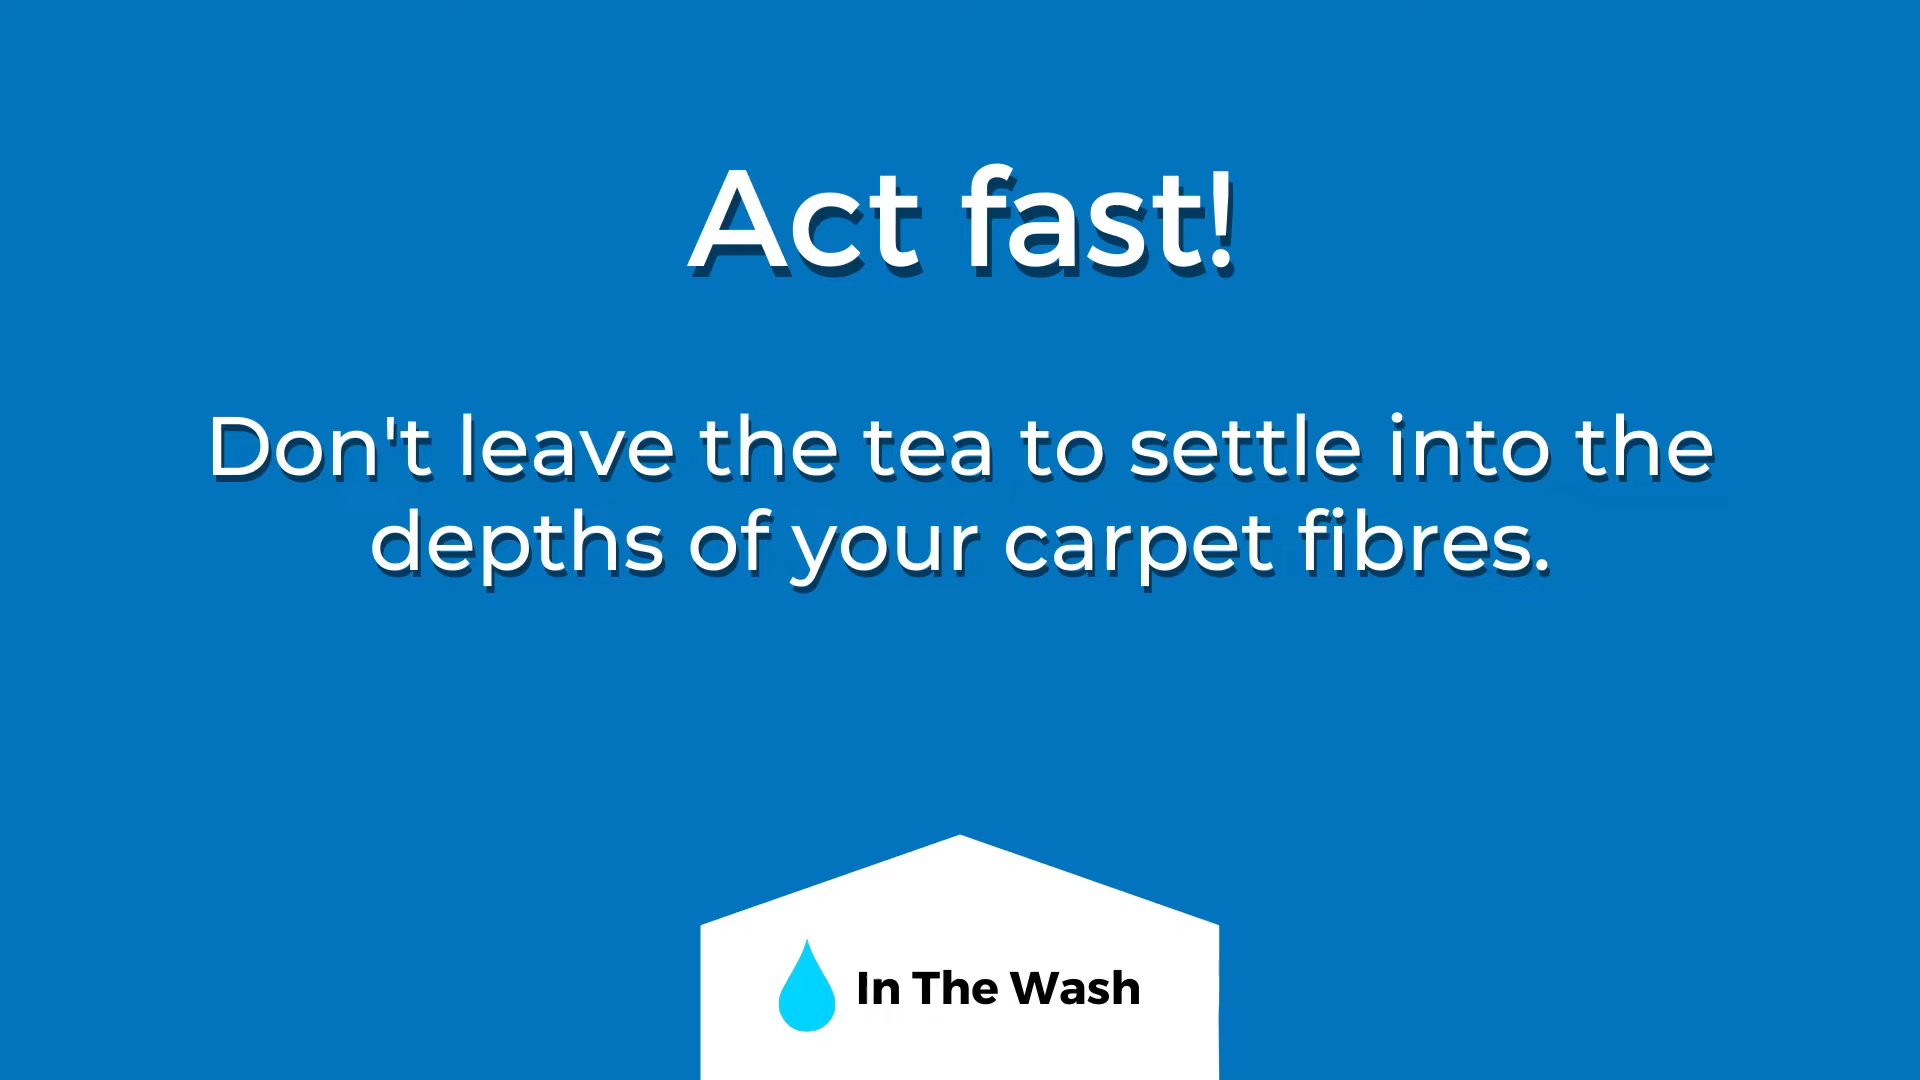 Act fast!
Don't leave the tea to settle into the
depths of your carpet fibres.
In The Wash